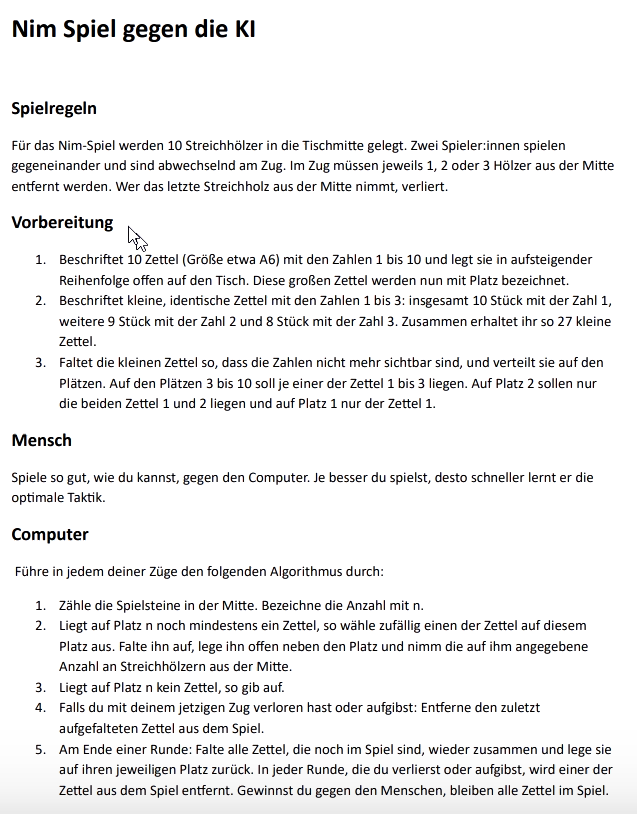 Nim Spiel gegen die KI
Spielregeln
Für das Nim-Spiel werden 10 Streichhölzer in die Tischmitte gelegt. Zwei Spieler:innen spielen
gegeneinander und sind abwechselnd am Zug. Im Zug müssen jeweils 1, 2 oder 3 Hölzer aus der Mitte
entfernt werden. Wer das letzte Streichholz aus der Mitte nimmt, verliert.
Vorbereitung
1. Beschriftet 10 Zettel (Größe etwa A6) mit den Zahlen 1 bis 10 und legt sie in aufsteigender
Reihenfolge offen auf den Tisch. Diese großen Zettel werden nun mit Platz bezeichnet.
2. Beschriftet kleine, identische Zettel mit den Zahlen 1 bis 3: insgesamt 10 Stück mit der Zahl 1,
weitere 9 Stück mit der Zahl 2 und 8 Stück mit der Zahl 3. Zusammen erhaltet ihr so 27 kleine
Zettel.
3. Faltet die kleinen Zettel so, dass die Zahlen nicht mehr sichtbar sind, und verteilt sie auf den
Plätzen. Auf den Plätzen 3 bis 10 soll je einer der Zettel 1 bis 3 liegen. Auf Platz 2 sollen nur
die beiden Zettel 1 und 2 liegen und auf Platz 1 nur der Zettel 1.
Mensch
Spiele so gut, wie du kannst, gegen den Computer. Je besser du spielst, desto schneller lernt er die
optimale Taktik.
Computer
Führe in jedem deiner Züge den folgenden Algorithmus durch:
1. Zähle die Spielsteine in der Mitte. Bezeichne die Anzahl mit n.
2. Liegt auf Platz n noch mindestens ein Zettel, so wähle zufällig einen der Zettel auf diesem
Platz aus. Falte ihn auf, lege ihn offen neben den Platz und nimm die auf ihm angegebene
Anzahl an Streichhölzern aus der Mitte.
3. Liegt auf Platz n kein Zettel, so gib auf.
4. Falls du mit deinem jetzigen Zug verloren hast oder aufgibst: Entferne den zuletzt
aufgefalteten Zettel aus dem Spiel.
5. Am Ende einer Runde: Falte alle Zettel, die noch im Spiel sind, wieder zusammen und lege sie
auf ihren jeweiligen Platz zurück. In jeder Runde, die du verlierst oder aufgibst, wird einer der
Zettel aus dem Spiel entfernt. Gewinnst du gegen den Menschen, bleiben alle Zettel im Spiel.